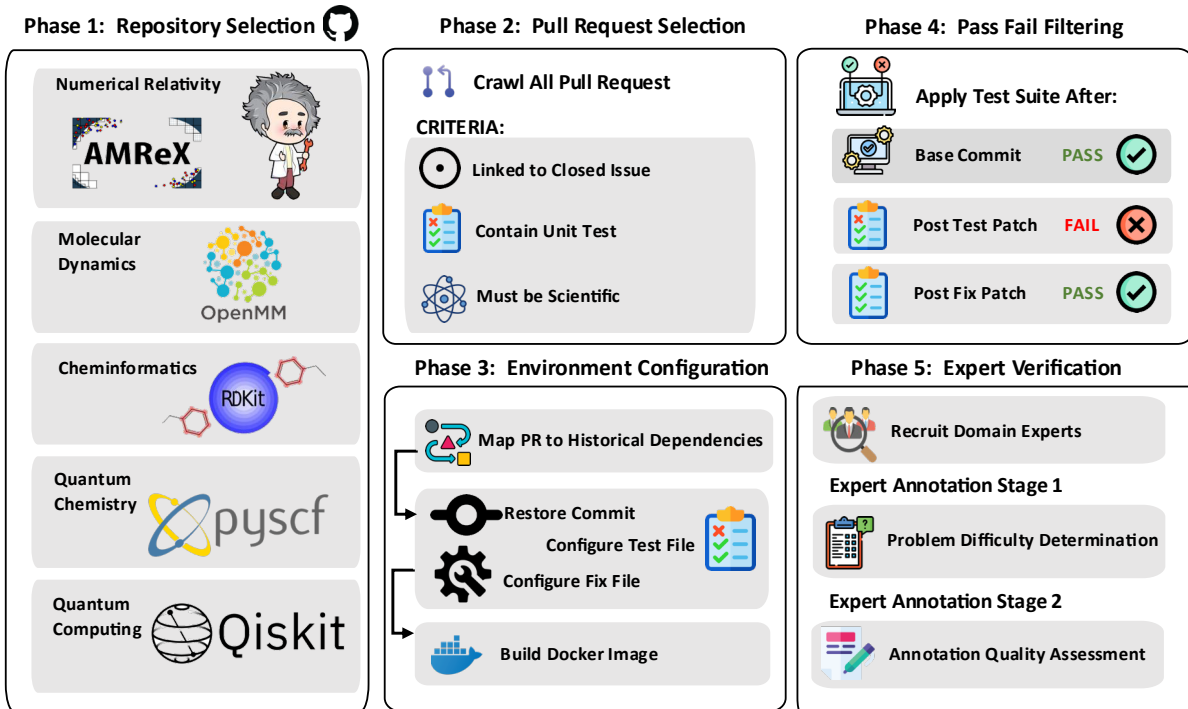 Phase 1: Repository Selection
Numerical Relativity
AMReX
Molecular
Dynamics
OpenMM
Cheminformatics
RDKit
Quantum
Chemistry
pyscf
Quantum
Computing
Qiskit
Phase 2: Pull Request Selection
Crawl All Pull Request
CRITERIA:
Linked to Closed Issue
Contain Unit Test
Must be Scientific
Phase 3: Environment Configuration
Map PR to Historical Dependencies
Restore Commit
Configure Test File
Configure Fix File
Build Docker Image
Phase 4: Pass Fail Filtering
Apply Test Suite After:
Base Commit PASS
Post Test Patch FAIL
Post Fix Patch PASS
Phase 5: Expert Verification
Recruit Domain Experts
Expert Annotation Stage 1
Problem Difficulty Determination
Expert Annotation Stage 2
Annotation Quality Assessment